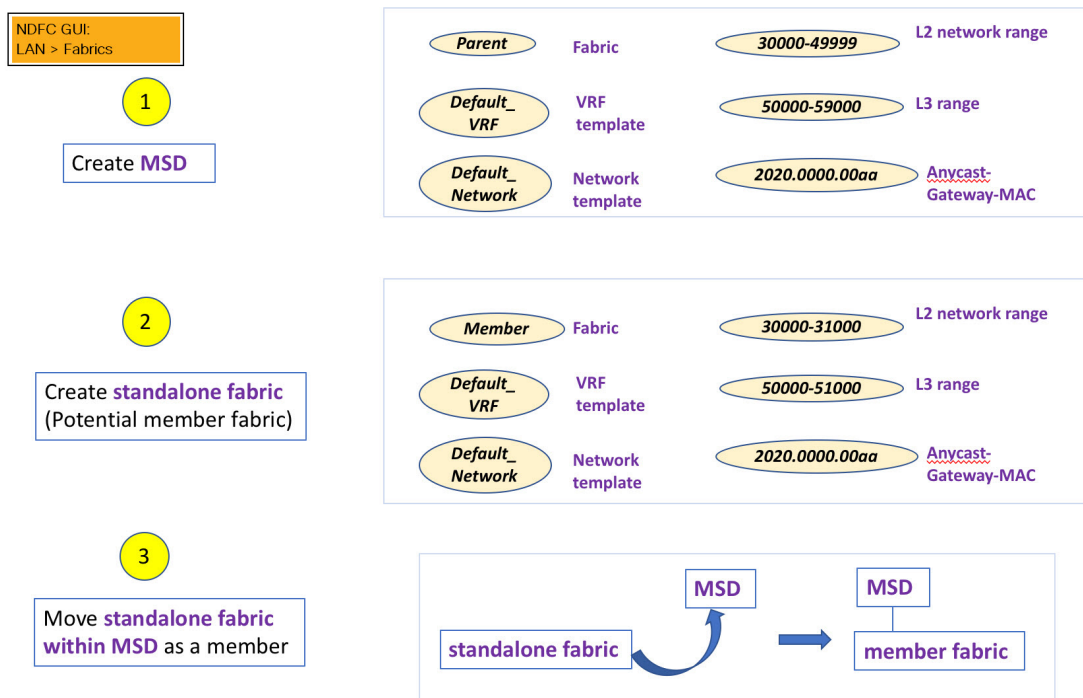 NDFC GUI:
LAN > Fabrics
1
Create MSD
Parent
Fabric
30000-49999
L2 network range
Default_
VRF
VRF
template
50000-59000
L3 range
Default_
Network
Network
template
2020.0000.00aa
Anycast-
Gateway-MAC
2
Create standalone fabric
(Potential member fabric)
Member
Fabric
30000-31000
L2 network range
Default_
VRF
VRF
template
50000-51000
L3 range
Default_
Network
Network
template
2020.0000.00aa
Anycast-
Gateway-MAC
3
Move standalone fabric
within MSD as a member
standalone fabric
MSD
MSD
member fabric